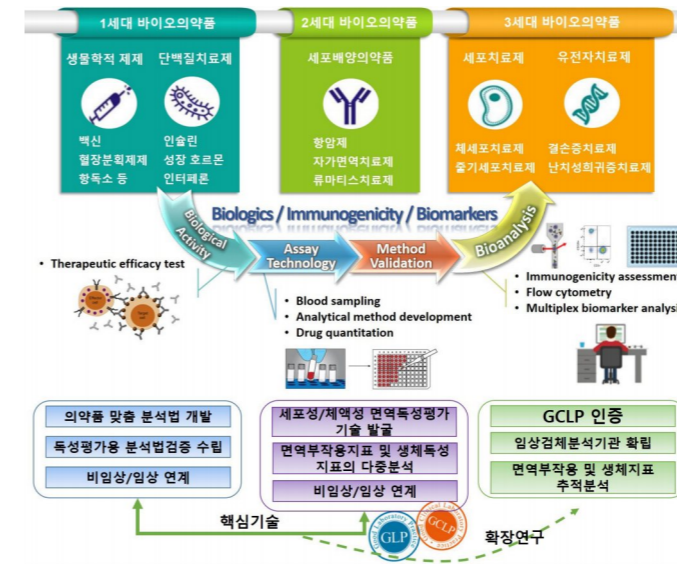 1세대 바이오의약품
2세대 바이오의약품
3세대 바이오의약품
생물학적 제제
단백질치료제
세포배양의약품
세포치료제
유전자치료제
백신
혈장분획제제
항독소 등
인슐린
성장 호르몬
인터페론
항암제
자가면역치료제
류마티스치료제
체세포치료제
줄기세포치료제
결손증치료제
난치성희귀증치료제
Biologics / Immunogenicity / Biomarkers
Biological
Activity
Assay
Technology
Method
Validation
Bioanalysis
• Therapeutic efficacy test
• Blood sampling
• Analytical method development
• Drug quantitation
• Immunogenicity assessment
• Flow cytometry
• Multiplex biomarker analysi
의약품 맞춤 분석법 개발
독성평가용 분석법검증 수립
비임상/임상 연계
세포성/체액성 면역독성평가
기술 발굴
면역부작용지표 및 생체독성
지표의 다중분석
비임상/임상 연계
GCLP 인증
임상검체분석기관 확립
면역부작용 및 생체지표
추적분석
핵심기술
GLP
GCLP
확장연구